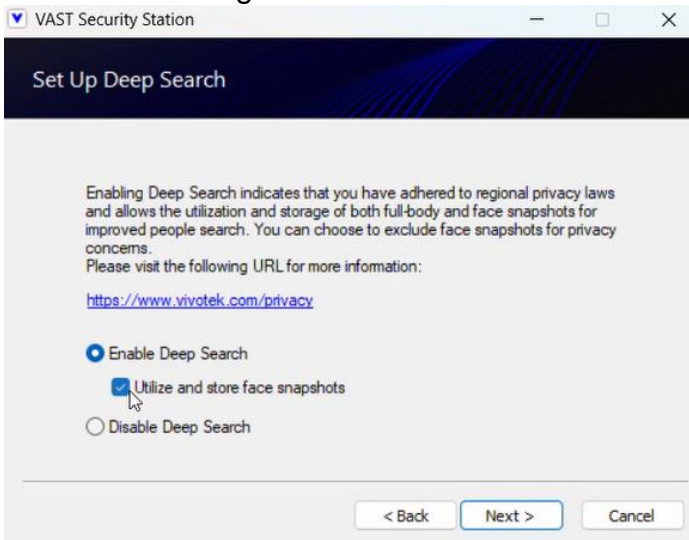 VAST Security Station
Set Up Deep Search
Enabling Deep Search indicates that you have adhered to regional privacy laws
and allows the utilization and storage of both full-body and face snapshots for
improved people search. You can choose to exclude face snapshots for privacy
concerns.
Please visit the following URL for more information:
https://www.vivotek.com/privacy
Enable Deep Search
Utilize and store face snapshots
Disable Deep Search
< Back Next > Cancel